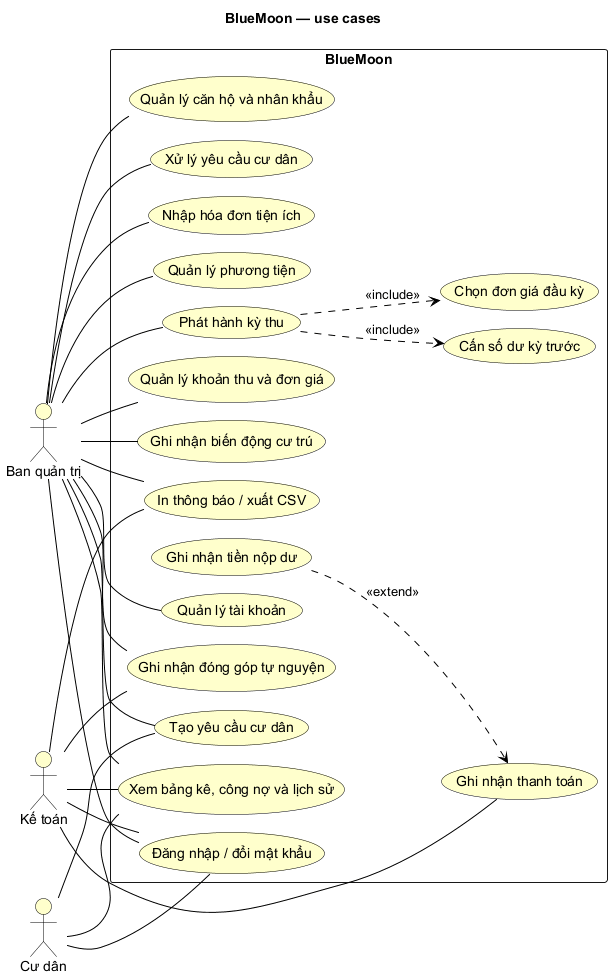 BlueMoon — use cases
BlueMoon
Quản lý căn hộ và nhân khẩu
Xử lý yêu cầu cư dân
Nhập hóa đơn tiện ích
Quản lý phương tiện
Phát hành kỳ thu
«include»
Chọn đơn giá đầu kỳ
«include»
Cấn số dư kỳ trước
Quản lý khoản thu và đơn giá
Ghi nhận biến động cư trú
Ban quản trị
In thông báo / xuất CSV
Ghi nhận tiền nộp dư
«extend»
Quản lý tài khoản
Ghi nhận đóng góp tự nguyện
Tạo yêu cầu cư dân
Ghi nhận thanh toán
Xem bảng kê, công nợ và lịch sử
Kế toán
Đăng nhập / đổi mật khẩu
Cư dân